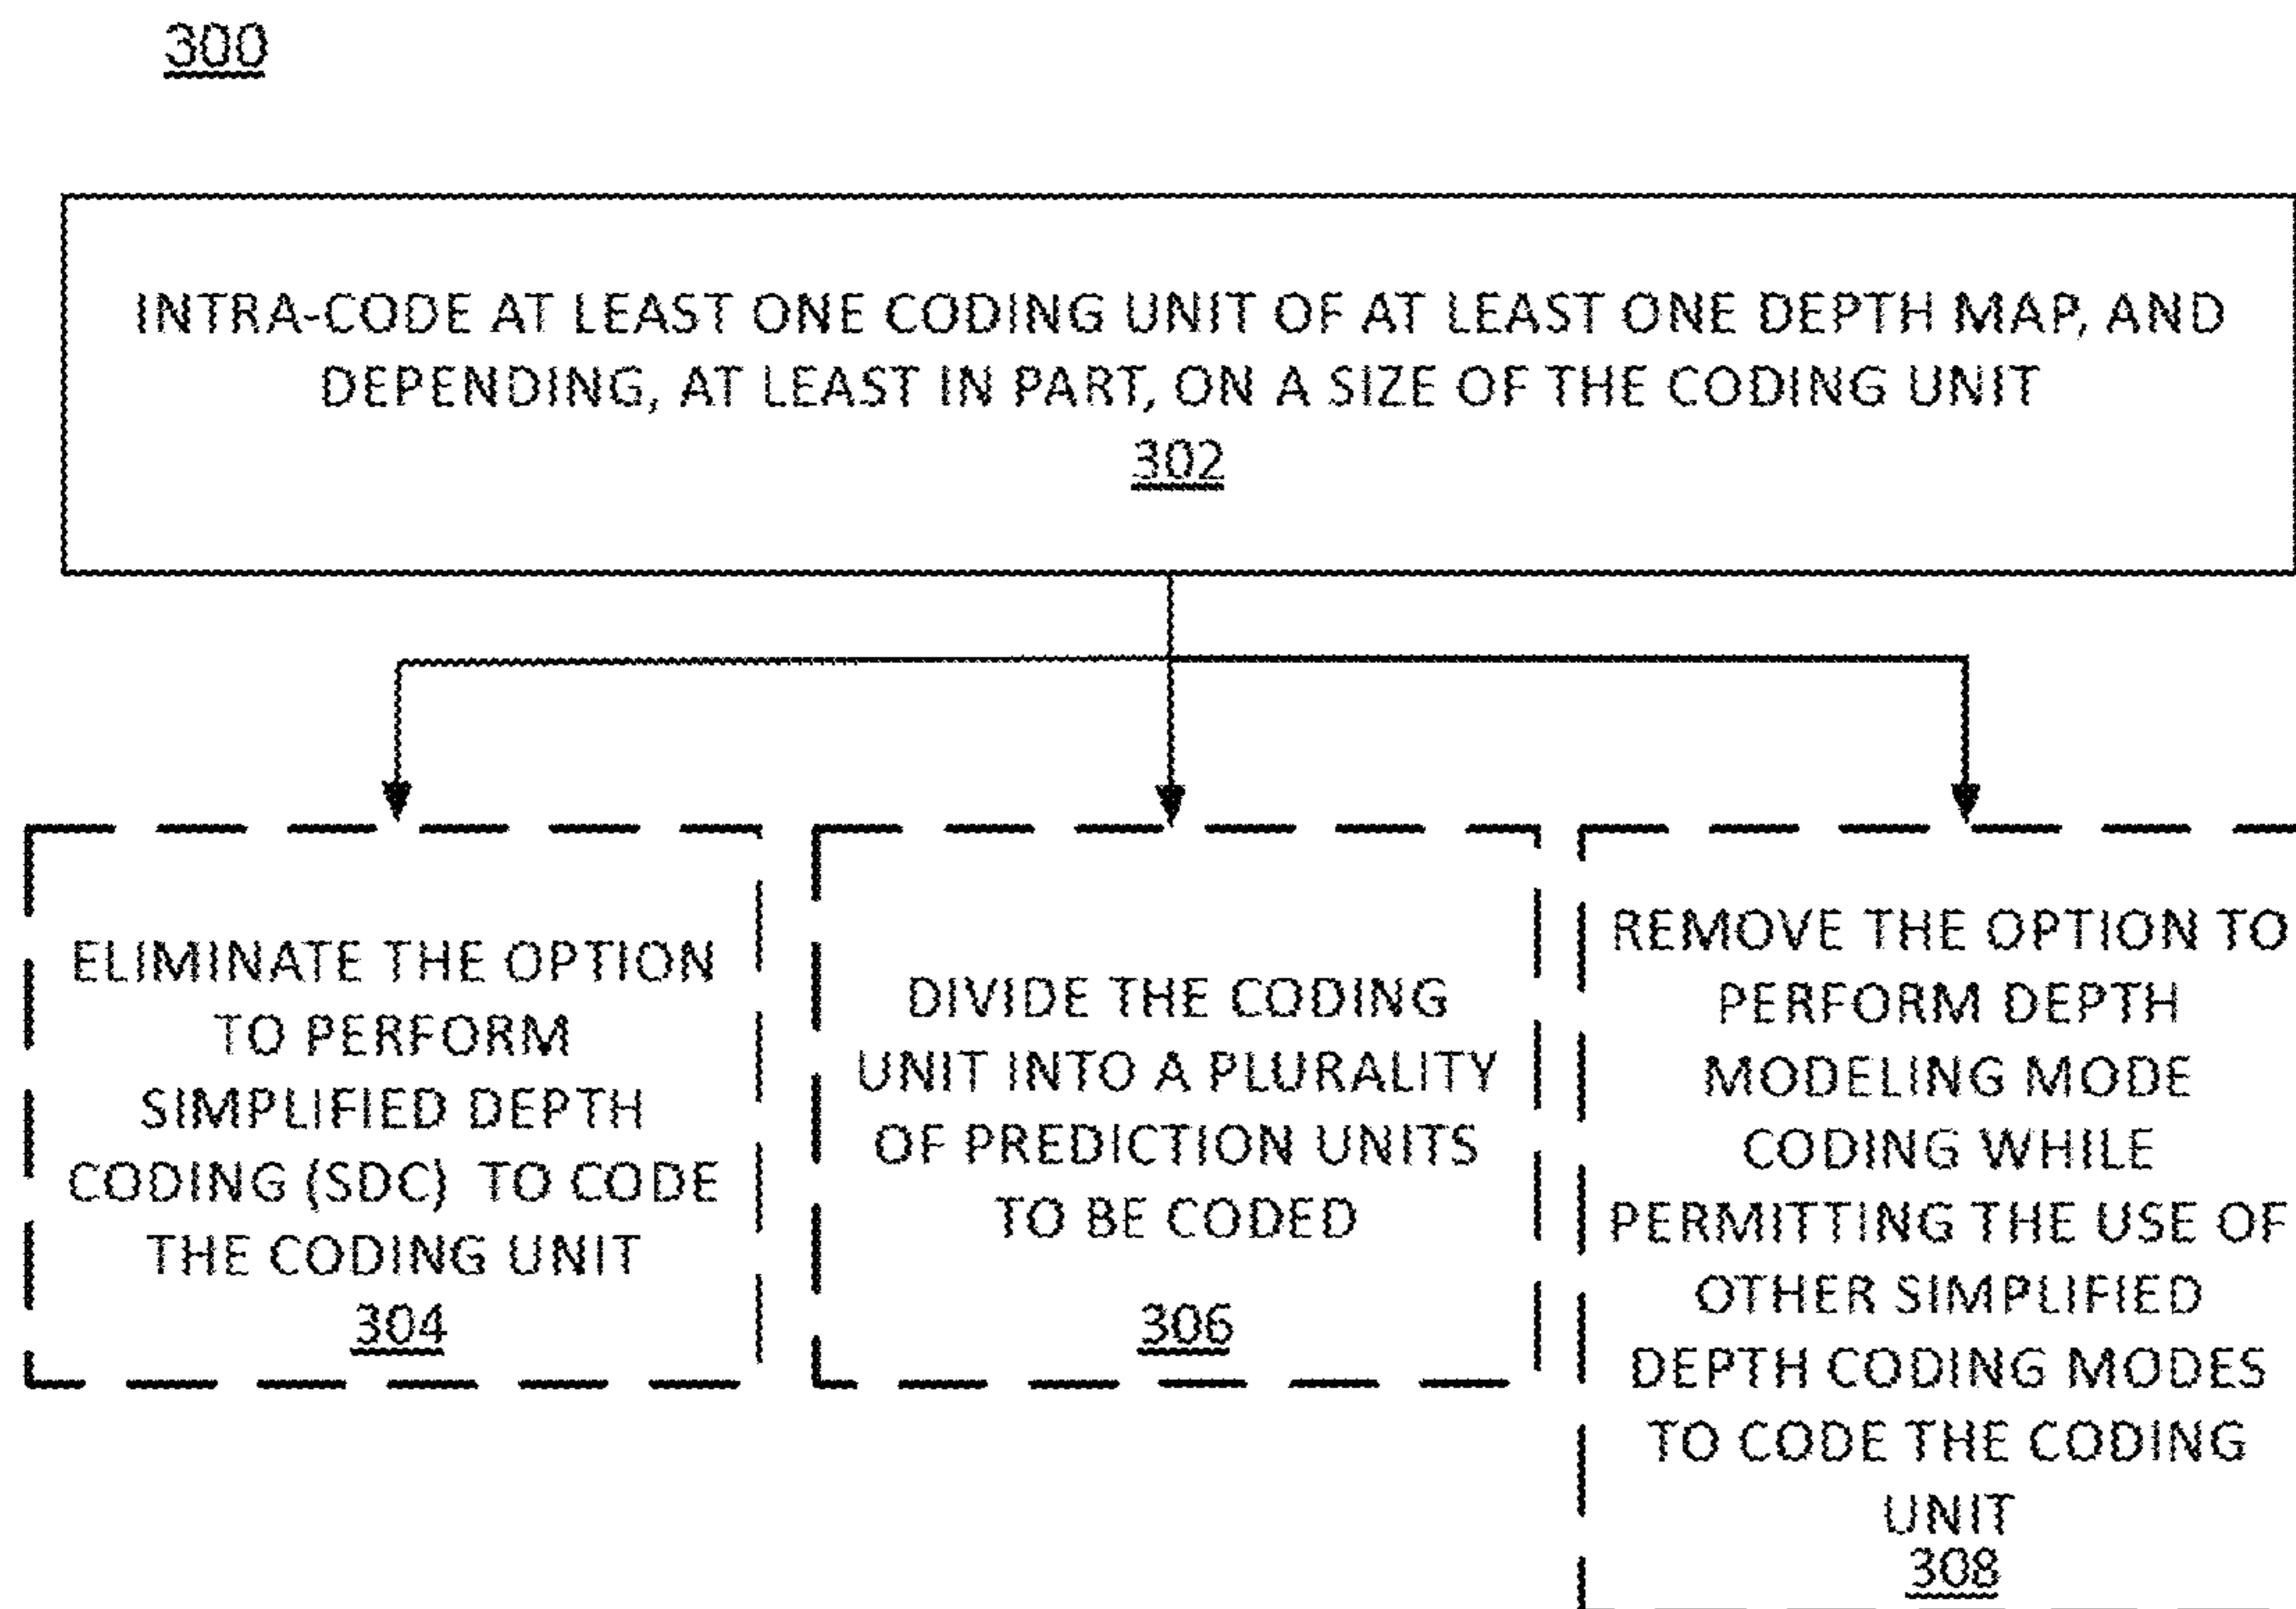 300
INTRA-CODE AT LEAST ONE CODING UNIT OF AT LEAST ONE DEPTH MAP, AND
DEPENDING, AT LEAST IN PART, ON A SIZE OF THE CODING UNIT
302
ELIMINATE THE OPTION
TO PERFORM
SIMPLIFIED DEPTH
CODING (SDC) TO CODE
THE CODING UNIT
304
DIVIDE THE CODING
UNIT INTO A PLURALITY
OF PREDICTION UNITS
TO BE CODED
306
REMOVE THE OPTION TO
PERFORM DEPTH
MODELING MODE
CODING WHILE
PERMITTING THE USE OF
OTHER SIMPLIFIED
DEPTH CODING MODES
TO CODE THE CODING
UNIT
308